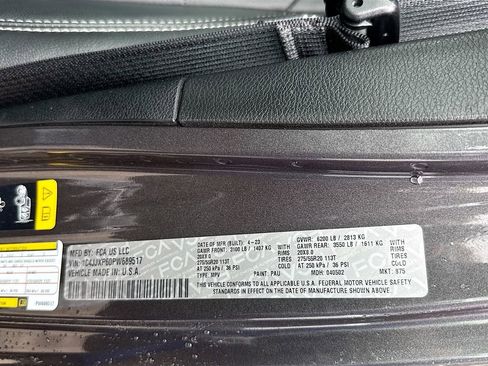 MFD BY: FCA US LLC
DATE OF MFR (BUILT): 4-23
GVWR: 6200 LB / 2813 KG
GAWR FRONT: 3100 LB / 1407 KG
GAWR REAR: 3550 LB / 1611 KG
RIMS: 20X8.0
RIMS: 20X8.0
TIRES: 275/55R20 113T
TIRES: 275/55R20 113T
COLD AT 250 kPa / 36 PSI
COLD AT 250 kPa / 36 PSI
VEHICLE MADE IN: U.S.A.
TYPE: MPV
PAINT: PAU
MDH: 040502
MKT: 875
THIS VEHICLE CONFORMS TO ALL APPLICABLE U.S.A. FEDERAL MOTOR VEHICLE SAFETY
STANDARDS IN EFFECT ON THE DATE OF MANUFACTURE SHOWN ABOVE.